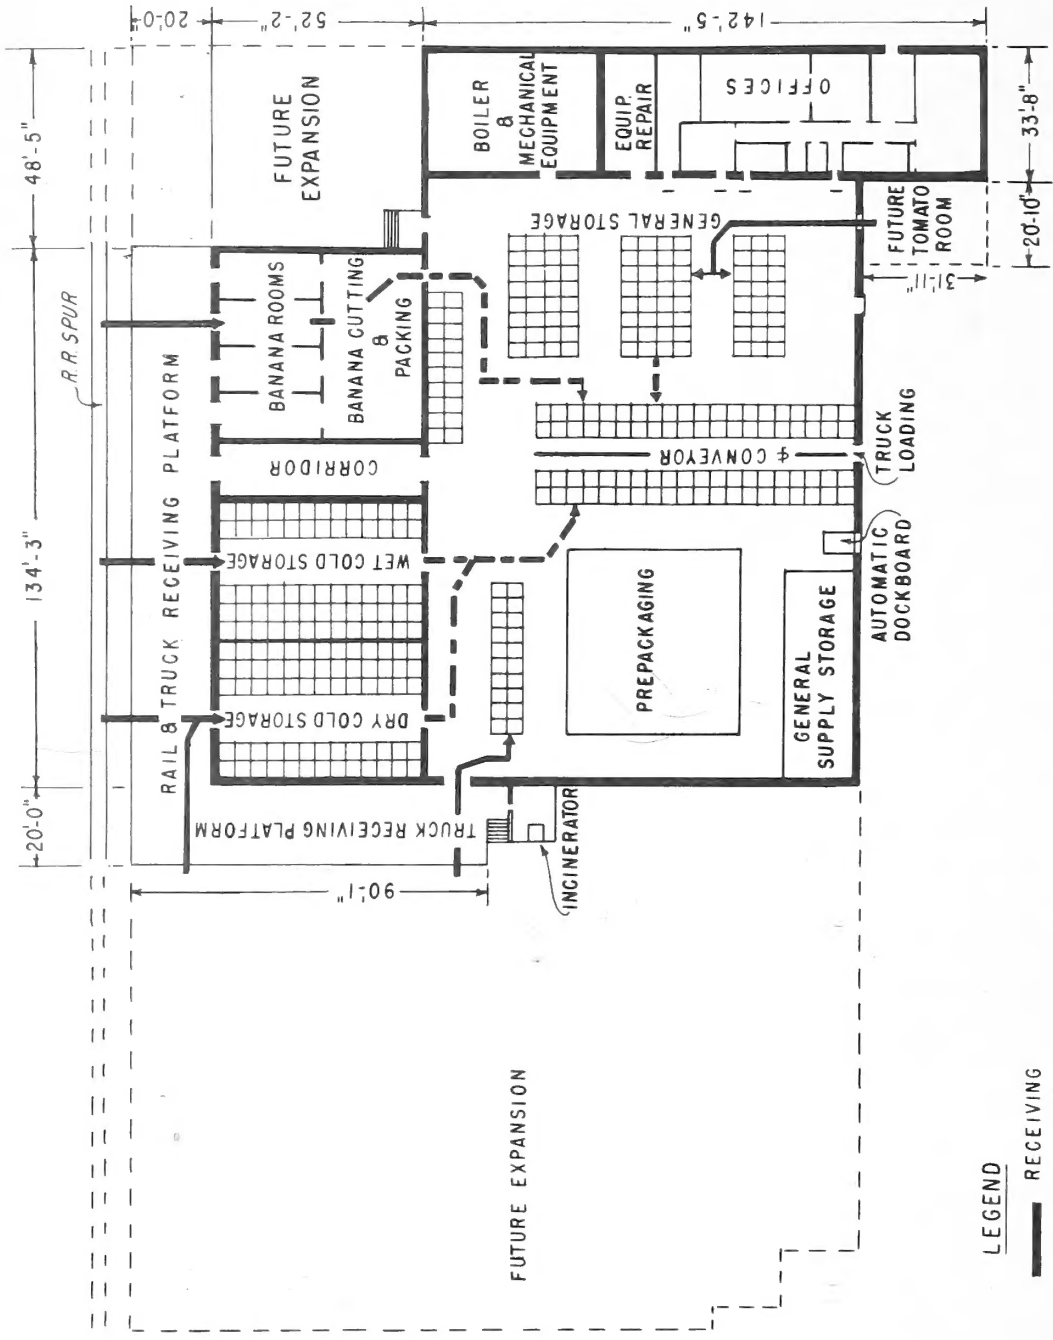 20'-0"
52'-2"
142'-5"
48'-5"
134'-3"
20'-0"
R.R. SPUR
FUTURE
EXPANSION
BOILER
&
MECHANICAL
EQUIPMENT
EQUIP.
REPAIR
OFFICES
33'-8"
20'-10"
31'-11"
FUTURE
TOMATO
ROOM
GENERAL STORAGE
BANANA ROOMS
BANANA CUTTING
&
PACKING
RAIL & TRUCK RECEIVING PLATFORM
CORRIDOR
WET COLD STORAGE
DRY COLD STORAGE
TRUCK RECEIVING PLATFORM
℄ CONVEYOR
TRUCK
LOADING
AUTOMATIC
DOCKBOARD
PREPACKAGING
GENERAL
SUPPLY STORAGE
INCINERATOR
90'-1"
FUTURE EXPANSION
LEGEND
RECEIVING